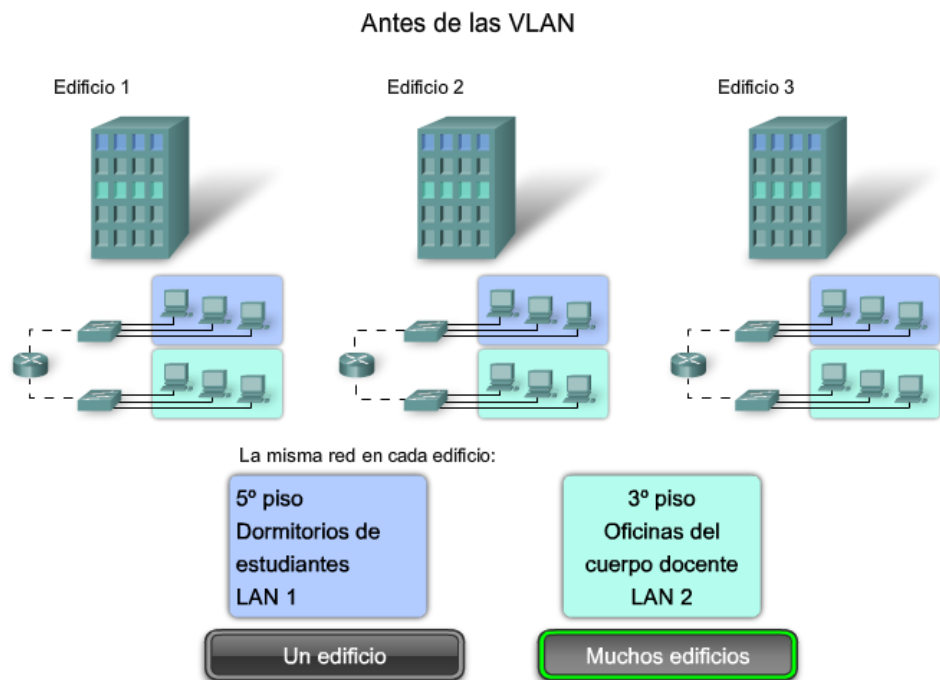 Antes de las VLAN
Edificio 1
Edificio 2
Edificio 3
La misma red en cada edificio:
5º piso
Dormitorios de
estudiantes
LAN 1
3º piso
Oficinas del
cuerpo docente
LAN 2
Un edificio
Muchos edificios